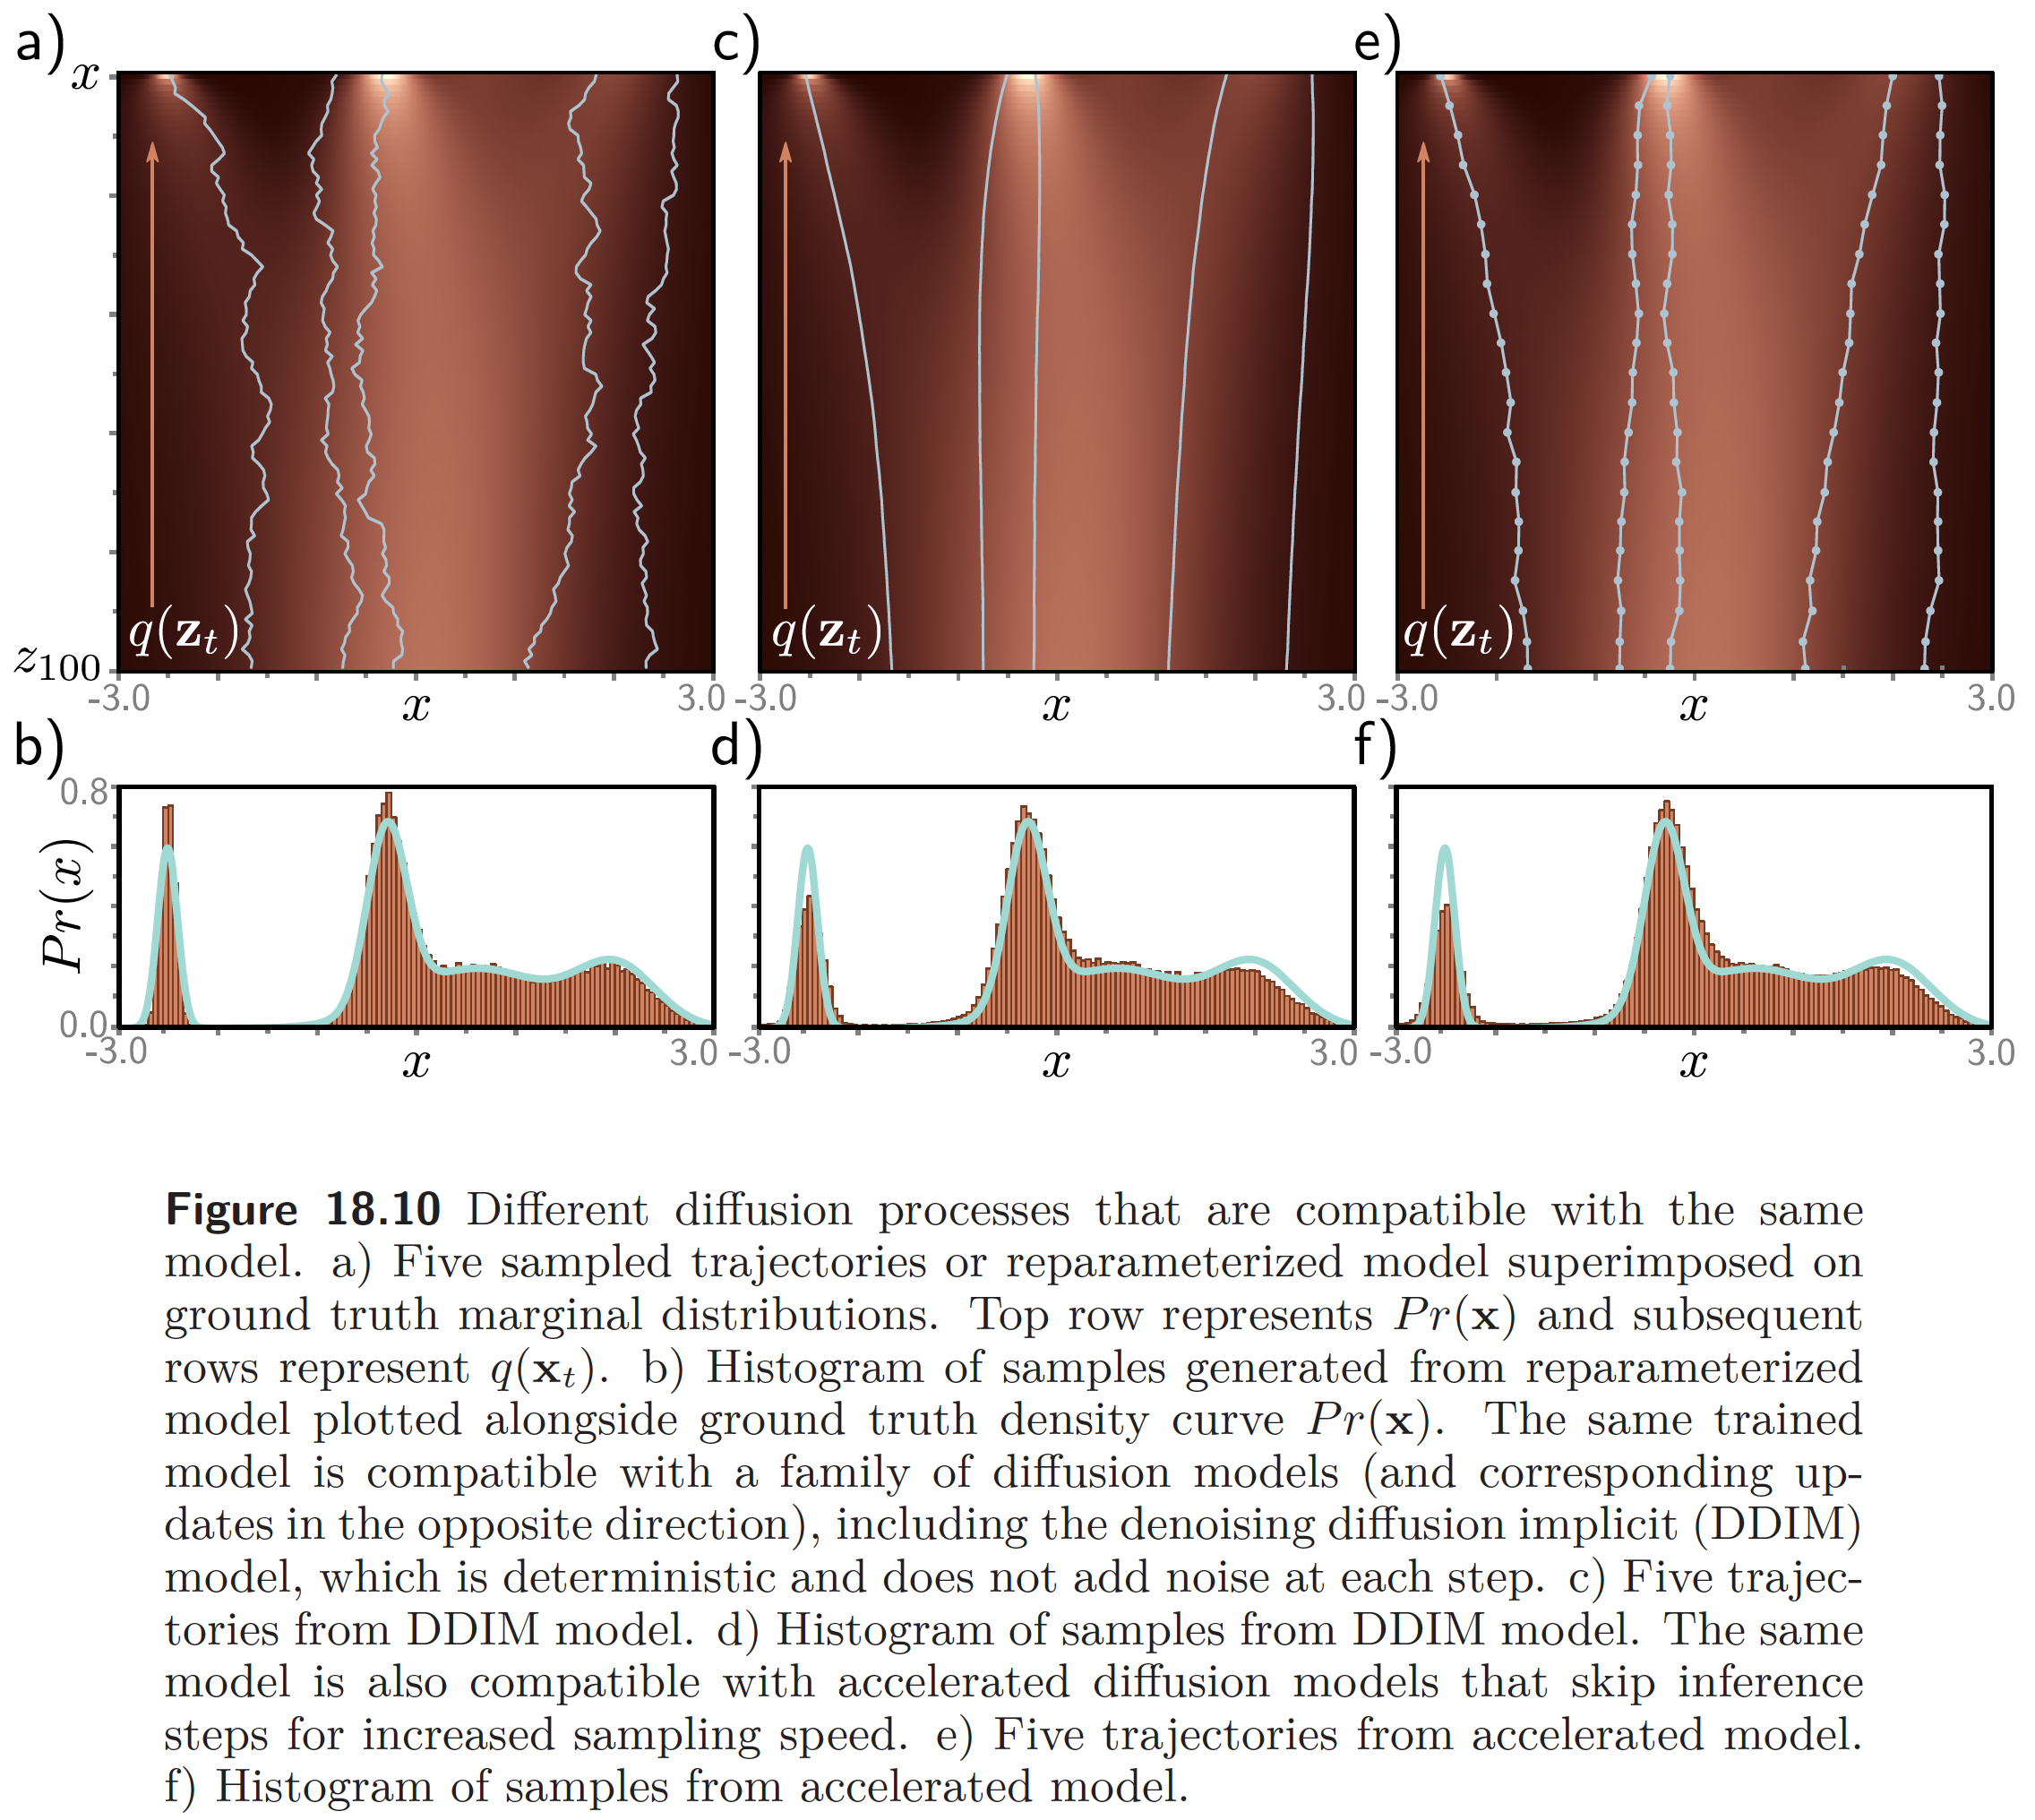 a) c) e)
x
q(z_t) q(z_t) q(z_t)
z_100
-3.0 x 3.0 -3.0 x 3.0 -3.0 x 3.0
b) d) f)
0.8
Pr(x)
0.0
-3.0 x 3.0 -3.0 x 3.0 -3.0 x 3.0
Figure 18.10 Different diffusion processes that are compatible with the same
model. a) Five sampled trajectories or reparameterized model superimposed on
ground truth marginal distributions. Top row represents Pr(x) and subsequent
rows represent q(x_t). b) Histogram of samples generated from reparameterized
model plotted alongside ground truth density curve Pr(x). The same trained
model is compatible with a family of diffusion models (and corresponding up-
dates in the opposite direction), including the denoising diffusion implicit (DDIM)
model, which is deterministic and does not add noise at each step. c) Five trajec-
tories from DDIM model. d) Histogram of samples from DDIM model. The same
model is also compatible with accelerated diffusion models that skip inference
steps for increased sampling speed. e) Five trajectories from accelerated model.
f) Histogram of samples from accelerated model.